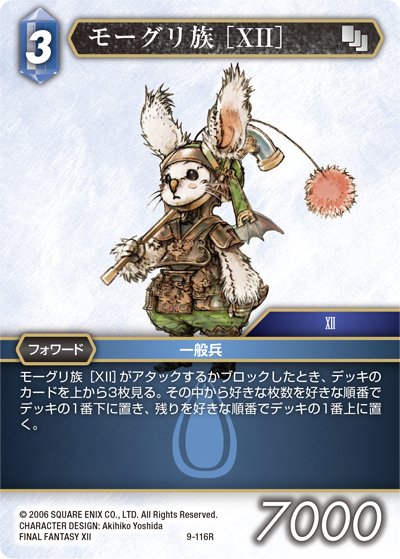 3
モーグリ族［XII］
XII
フォワード
一般兵
モーグリ族［XII］がアタックするかブロックしたとき、デッキの
カードを上から3枚見る。その中から好きな枚数を好きな順番で
デッキの1番下に置き、残りを好きな順番でデッキの1番上に置
く。
© 2006 SQUARE ENIX CO., LTD. All Rights Reserved.
CHARACTER DESIGN: Akihiko Yoshida
FINAL FANTASY XII
9-116R
7000